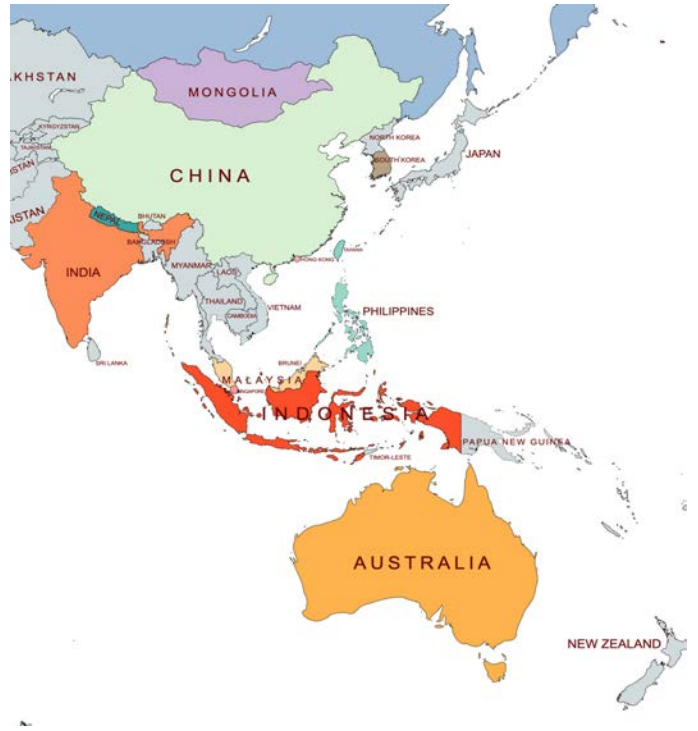 AKHSTAN
MONGOLIA
KYRGYZSTAN
TAJIKISTAN
NORTH KOREA
JAPAN
SOUTH KOREA
ISTAN
CHINA
ISTAN
NEPAL
BHUTAN
BANGLADESH
TAIWAN
HONG KONG
INDIA
MYANMAR
LAOS
THAILAND
VIETNAM
PHILIPPINES
CAMBODIA
SRI LANKA
BRUNEI
MALAYSIA
SINGAPORE
INDONESIA
PAPUA NEW GUINEA
TIMOR-LESTE
AUSTRALIA
NEW ZEALAND